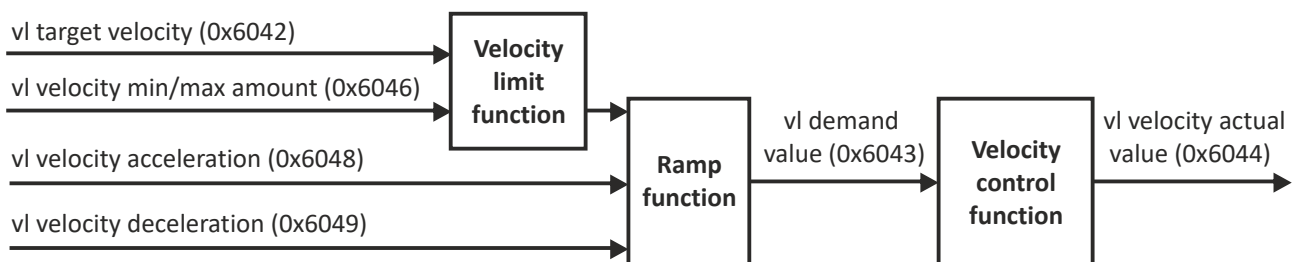 vl target velocity (0x6042)
vl velocity min/max amount (0x6046)
Velocity
limit
function
vl velocity acceleration (0x6048)
vl velocity deceleration (0x6049)
Ramp
function
vl demand
value (0x6043)
Velocity
control
function
vl velocity actual
value (0x6044)